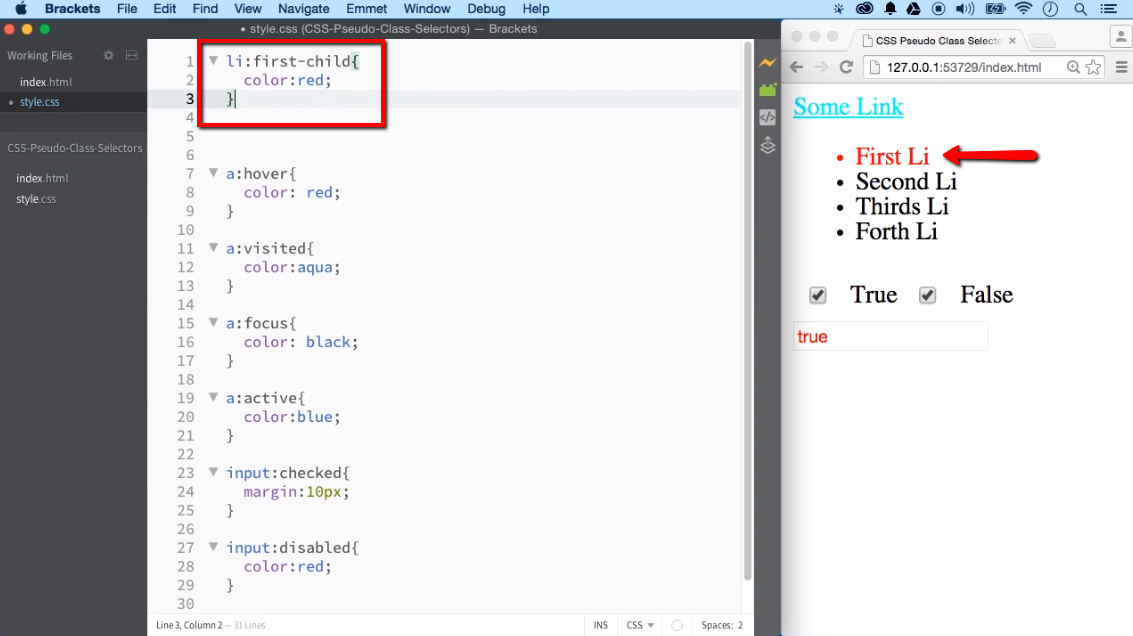 Brackets File Edit Find View Navigate Emmet Window Debug Help
• style.css (CSS-Pseudo-Class-Selectors) — Brackets
Working Files
index.html
• style.css
CSS-Pseudo-Class-Selectors
index.html
style.css
1 li:first-child{
2 color:red;
3 }
4
5
6
7 a:hover{
8 color: red;
9 }
10
11 a:visited{
12 color:aqua;
13 }
14
15 a:focus{
16 color: black;
17 }
18
19 a:active{
20 color:blue;
21 }
22
23 input:checked{
24 margin:10px;
25 }
26
27 input:disabled{
28 color:red;
29 }
30
Line 3, Column 2 — 31 Lines
INS CSS Spaces: 2
CSS Pseudo Class Selecto
127.0.0.1:53729/index.html
Some Link
• First Li
• Second Li
• Thirds Li
• Forth Li
True False
true